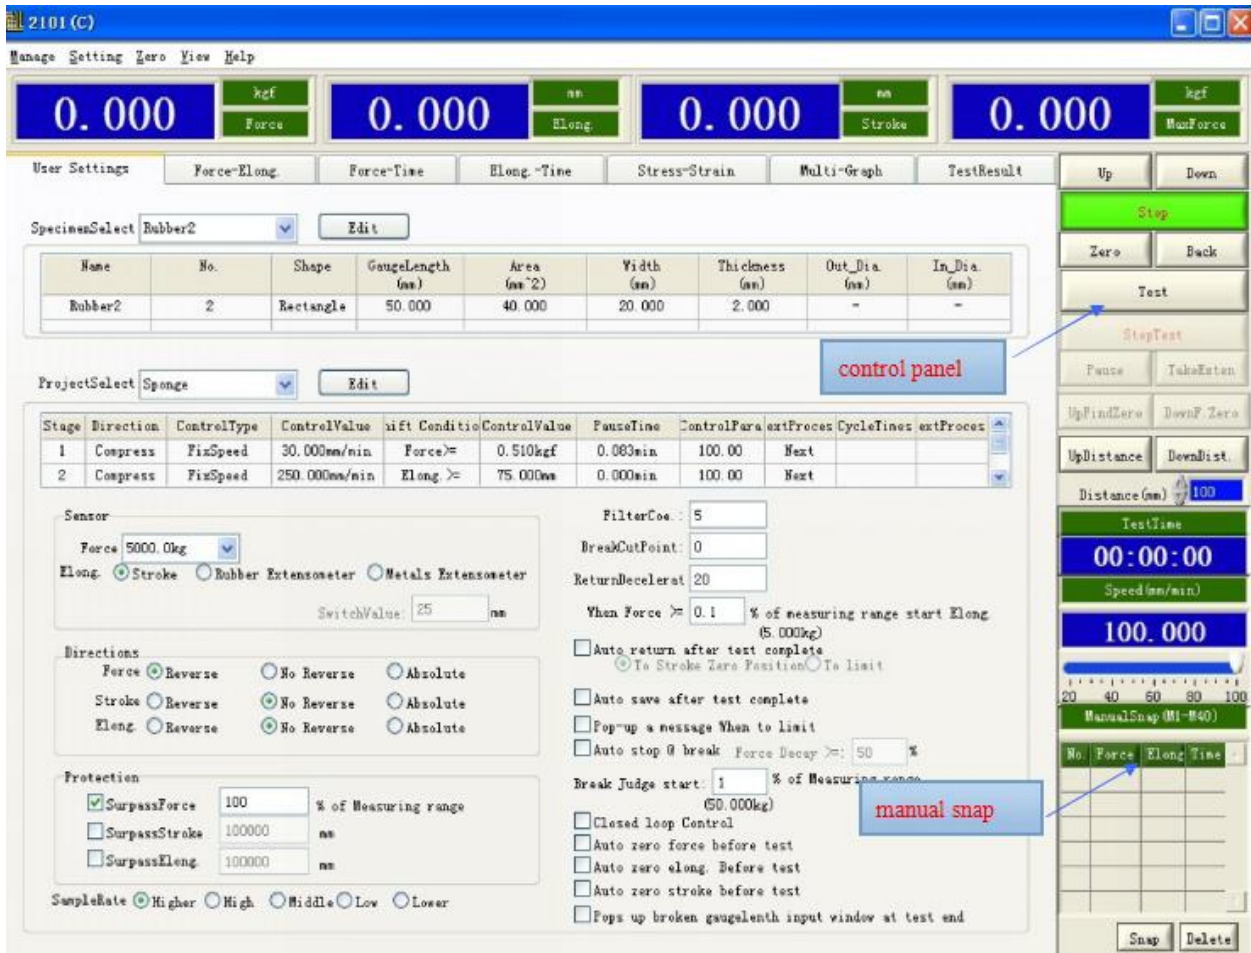 2101 (C)
Manage Setting Zero View Help
0.000 kgf Force 0.000 mm Elong. 0.000 mm Stroke 0.000 kgf MaxForce
User Settings Force-Elong. Force-Time Elong.-Time Stress-Strain Multi-Graph TestResult
Up Down
Stop
Zero Back
Test
StopTest
Pause TakeExten
UpFindZero DownF.Zero
UpDistance DownDist.
Distance(mm) 100
TestTime
00:00:00
Speed(mm/min)
100.000
20 40 60 80 100
ManualSnap(M1-M40)
No. Force Elong Time
Snap Delete
SpecimenSelect Rubber2 Edit
Name No. Shape GaugeLength (mm) Area (mm^2) Width (mm) Thickness (mm) Out_Dia. (mm) In_Dia. (mm)
Rubber2 2 Rectangle 50.000 40.000 20.000 2.000 - -
control panel
ProjectSelect Sponge Edit
Stage Direction ControlType ControlValue hift Conditio ControlValue PauseTime ControlPara extProces CycleTimes extProces
1 Compress FixSpeed 30.000mm/min Force>= 0.510kgf 0.083min 100.00 Next
2 Compress FixSpeed 250.000mm/min Elong.>= 75.000mm 0.000min 100.00 Next
Sensor
Force 5000.0kg
Elong. Stroke Rubber Extensometer Metals Extensometer
SwitchValue: 25 mm
Directions
Force Reverse No Reverse Absolute
Stroke Reverse No Reverse Absolute
Elong. Reverse No Reverse Absolute
Protection
SurpassForce 100 % of Measuring range
SurpassStroke 100000 mm
SurpassElong. 100000 mm
SampleRate Higher High Middle Low Lower
FilterCoe.: 5
BreakCutPoint: 0
ReturnDecelerat 20
When Force >= 0.1 % of measuring range start Elong.
(5.000kg)
Auto return after test complete
To Stroke Zero Position To limit
Auto save after test complete
Pop-up a message When to limit
Auto stop @ break Force Decay >=: 50 %
Break Judge start: 1 % of Measuring range
(50.000kg)
manual snap
Closed loop Control
Auto zero force before test
Auto zero elong. Before test
Auto zero stroke before test
Pops up broken gaugelenth input window at test end